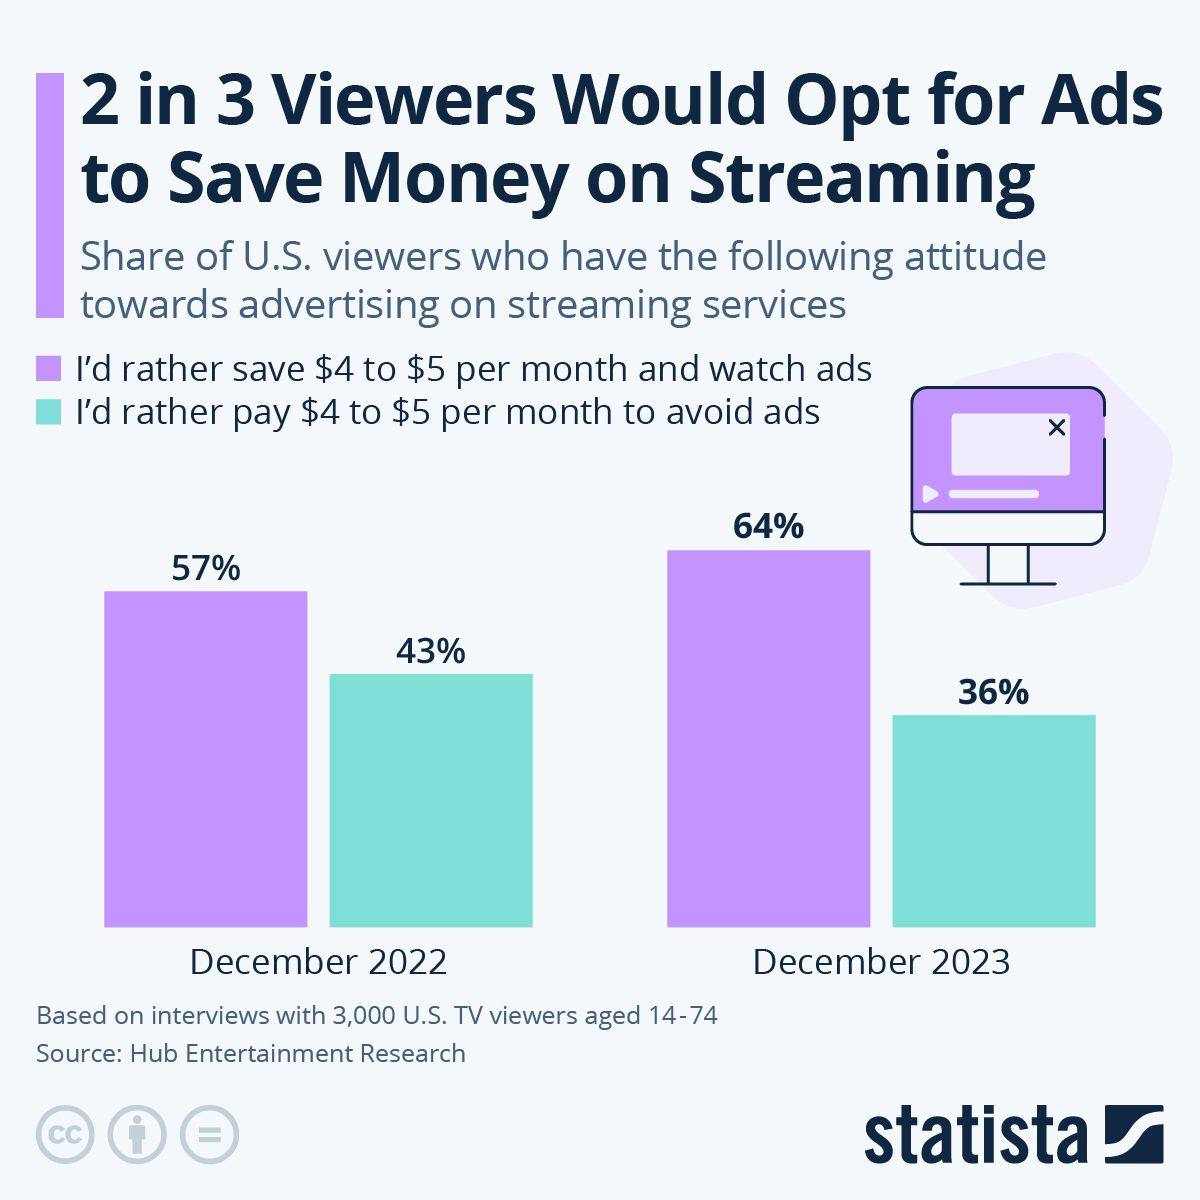 2 in 3 Viewers Would Opt for Ads
to Save Money on Streaming
Share of U.S. viewers who have the following attitude
towards advertising on streaming services
I'd rather save $4 to $5 per month and watch ads
I'd rather pay $4 to $5 per month to avoid ads
57%
43%
64%
36%
December 2022
December 2023
Based on interviews with 3,000 U.S. TV viewers aged 14-74
Source: Hub Entertainment Research
cc
statista